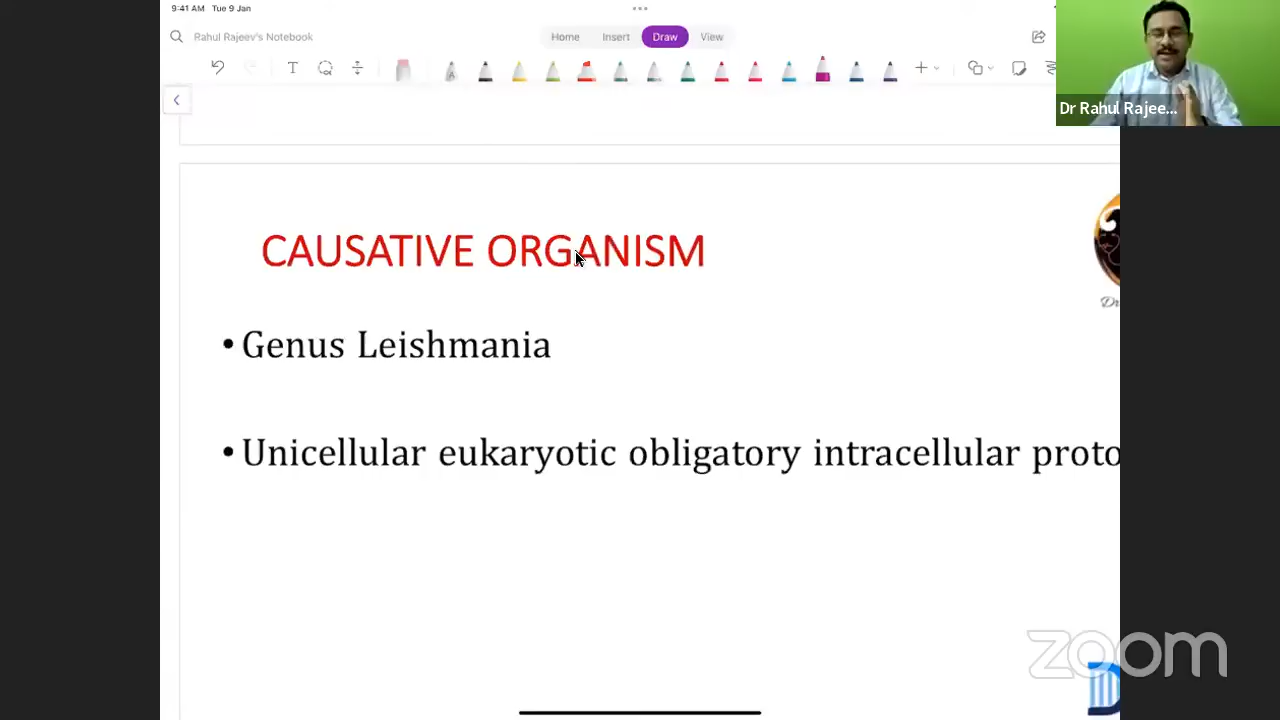 9:41 AM Tue 9 Jan
Rahul Rajeev's Notebook
Home Insert Draw View
Dr Rahul Rajee...
CAUSATIVE ORGANISM
Dr
• Genus Leishmania
• Unicellular eukaryotic obligatory intracellular proto
zoom